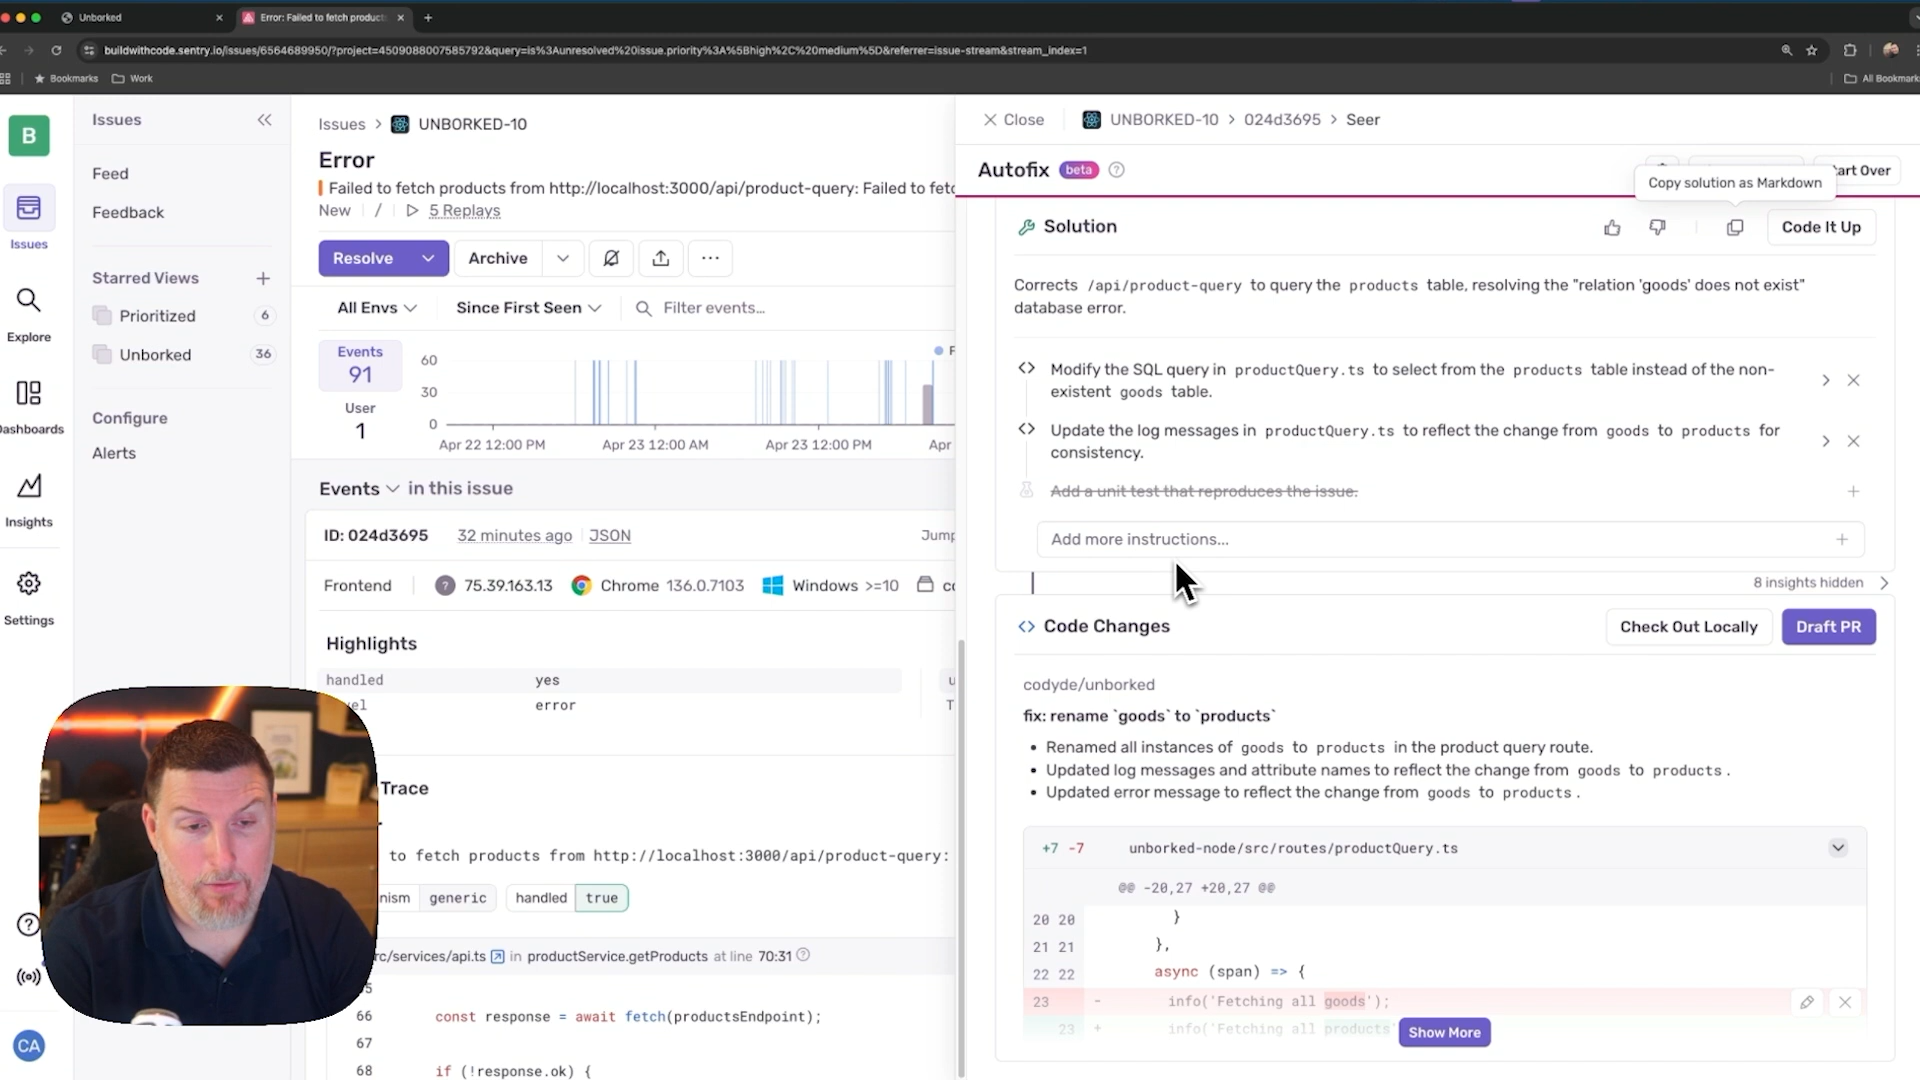 Unborked
Error: Failed to fetch product
buildwithcode.sentry.io/issues/6564689950/?project=4509088007585792&query=is%3Aunresolved%20issue.priority%3A%5Bhigh%2C%20medium%5D&referrer=issue-stream&stream_index=1
Bookmarks
Work
All Bookmarks
B
Issues
Explore
Dashboards
Insights
Settings
CA
Issues
Feed
Feedback
Starred Views
Prioritized 6
Unborked 36
Configure
Alerts
Issues > UNBORKED-10
Error
Failed to fetch products from http://localhost:3000/api/product-query: Failed to fetc
New / 5 Replays
Resolve
Archive
All Envs
Since First Seen
Filter events...
Events
91
User
1
60
30
0
Apr 22 12:00 PM
Apr 23 12:00 AM
Apr 23 12:00 PM
Apr
Events in this issue
ID: 024d3695 32 minutes ago JSON
Jump
Frontend
75.39.163.13
Chrome 136.0.7103
Windows >=10
Highlights
handled yes
error
Trace
to fetch products from http://localhost:3000/api/product-query:
nism generic
handled true
rc/services/api.ts in productService.getProducts at line 70:31
66 const response = await fetch(productsEndpoint);
67
68 if (!response.ok) {
Close
UNBORKED-10 > 024d3695 > Seer
Autofix beta
Copy solution as Markdown
tart Over
Solution
Code It Up
Corrects /api/product-query to query the products table, resolving the "relation 'goods' does not exist"
database error.
Modify the SQL query in productQuery.ts to select from the products table instead of the non-
existent goods table.
Update the log messages in productQuery.ts to reflect the change from goods to products for
consistency.
Add a unit test that reproduces the issue.
Add more instructions...
8 insights hidden
Code Changes
Check Out Locally
Draft PR
codyde/unborked
fix: rename `goods` to `products`
Renamed all instances of goods to products in the product query route.
Updated log messages and attribute names to reflect the change from goods to products.
Updated error message to reflect the change from goods to products.
+7 -7 unborked-node/src/routes/productQuery.ts
@@ -20,27 +20,27 @@
20 20 }
21 21 },
22 22 async (span) => {
23 - info('Fetching all goods');
23 + info('Fetching all products'
Show More